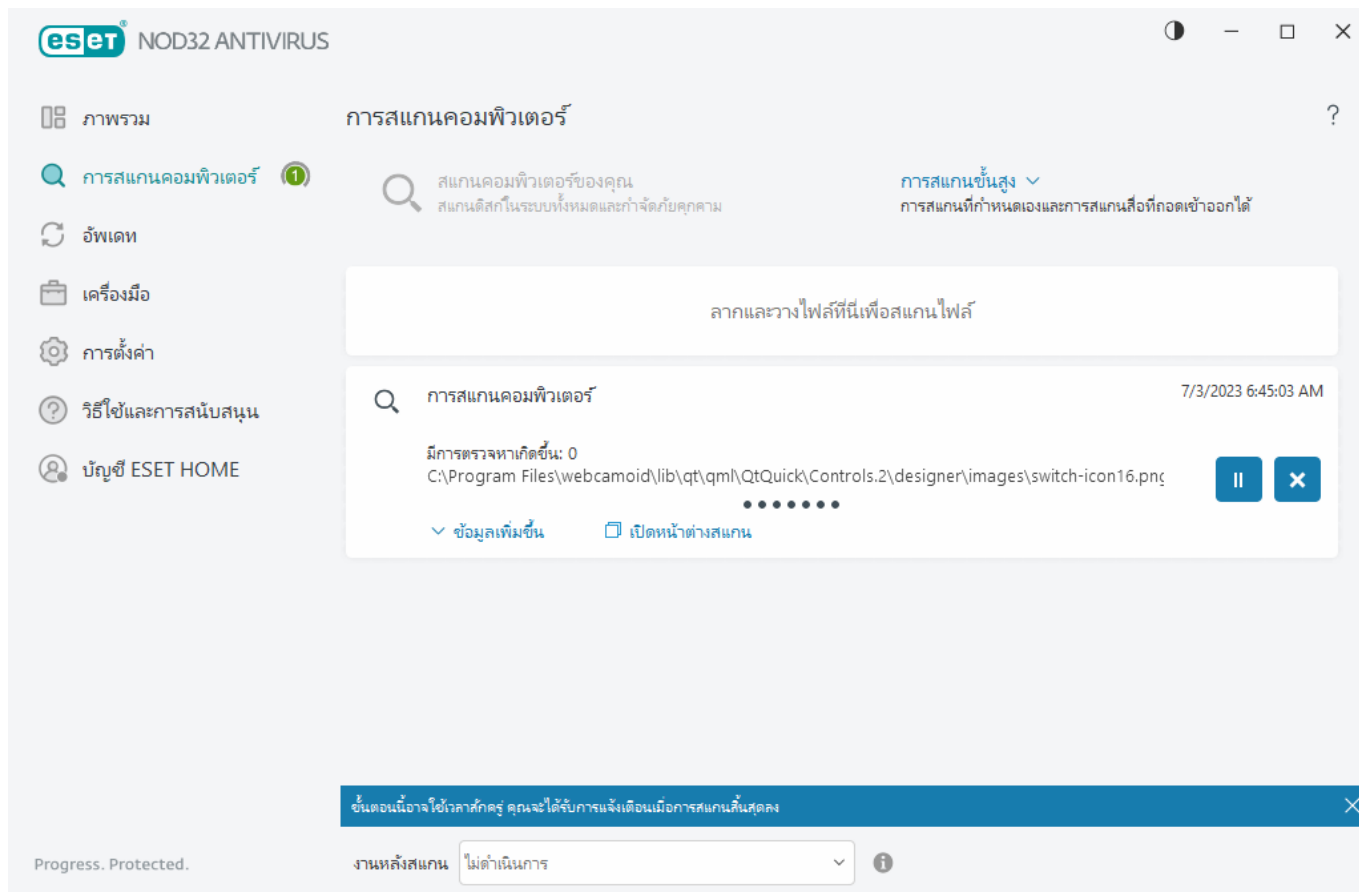 eset® NOD32 ANTIVIRUS
ภาพรวม
การสแกนคอมพิวเตอร์ 1
อัพเดท
เครื่องมือ
การตั้งค่า
วิธีใช้และการสนับสนุน
บัญชี ESET HOME
Progress. Protected.
การสแกนคอมพิวเตอร์ ?
สแกนคอมพิวเตอร์ของคุณ
สแกนดิสก์ในระบบทั้งหมดและกำจัดภัยคุกคาม
การสแกนขั้นสูง
การสแกนที่กำหนดเองและการสแกนสื่อที่ถอดเข้าออกได้
ลากและวางไฟล์ที่นี่เพื่อสแกนไฟล์
การสแกนคอมพิวเตอร์ 7/3/2023 6:45:03 AM
มีการตรวจหาเกิดขึ้น: 0
C:\Program Files\webcamoid\lib\qt\qml\QtQuick\Controls.2\designer\images\switch-icon16.png
ข้อมูลเพิ่มขึ้น เปิดหน้าต่างสแกน
ขั้นตอนนี้อาจใช้เวลาสักครู่ คุณจะได้รับการแจ้งเตือนเมื่อการสแกนสิ้นสุดลง
งานหลังสแกน ไม่ดำเนินการ